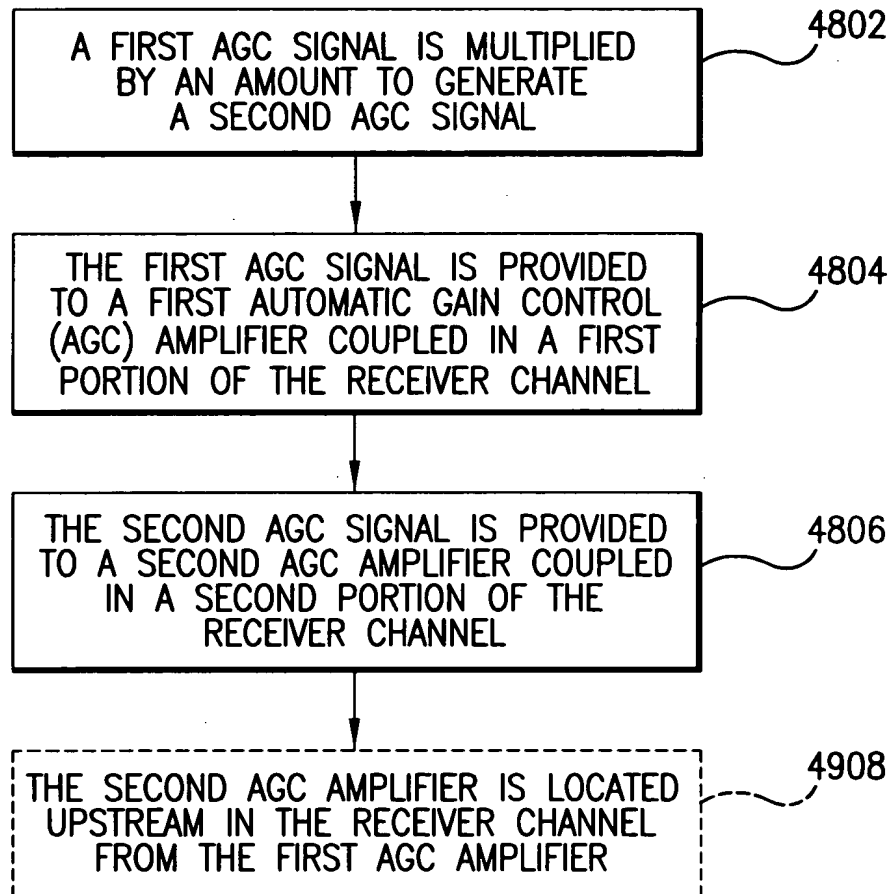 A FIRST AGC SIGNAL IS MULTIPLIED
BY AN AMOUNT TO GENERATE
A SECOND AGC SIGNAL
4802
THE FIRST AGC SIGNAL IS PROVIDED
TO A FIRST AUTOMATIC GAIN CONTROL
(AGC) AMPLIFIER COUPLED IN A FIRST
PORTION OF THE RECEIVER CHANNEL
4804
THE SECOND AGC SIGNAL IS PROVIDED
TO A SECOND AGC AMPLIFIER COUPLED
IN A SECOND PORTION OF THE
RECEIVER CHANNEL
4806
THE SECOND AGC AMPLIFIER IS LOCATED
UPSTREAM IN THE RECEIVER CHANNEL
FROM THE FIRST AGC AMPLIFIER
4908